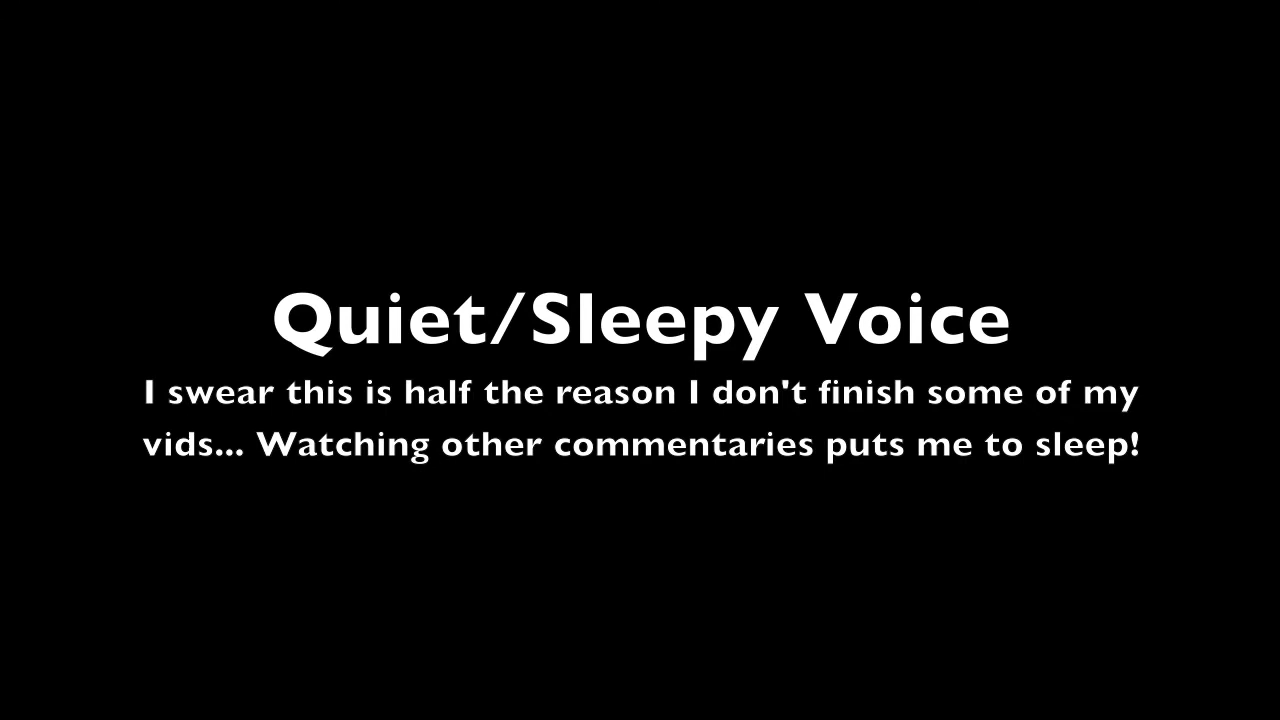 Quiet/Sleepy Voice
I swear this is half the reason I don't finish some of my
vids... Watching other commentaries puts me to sleep!